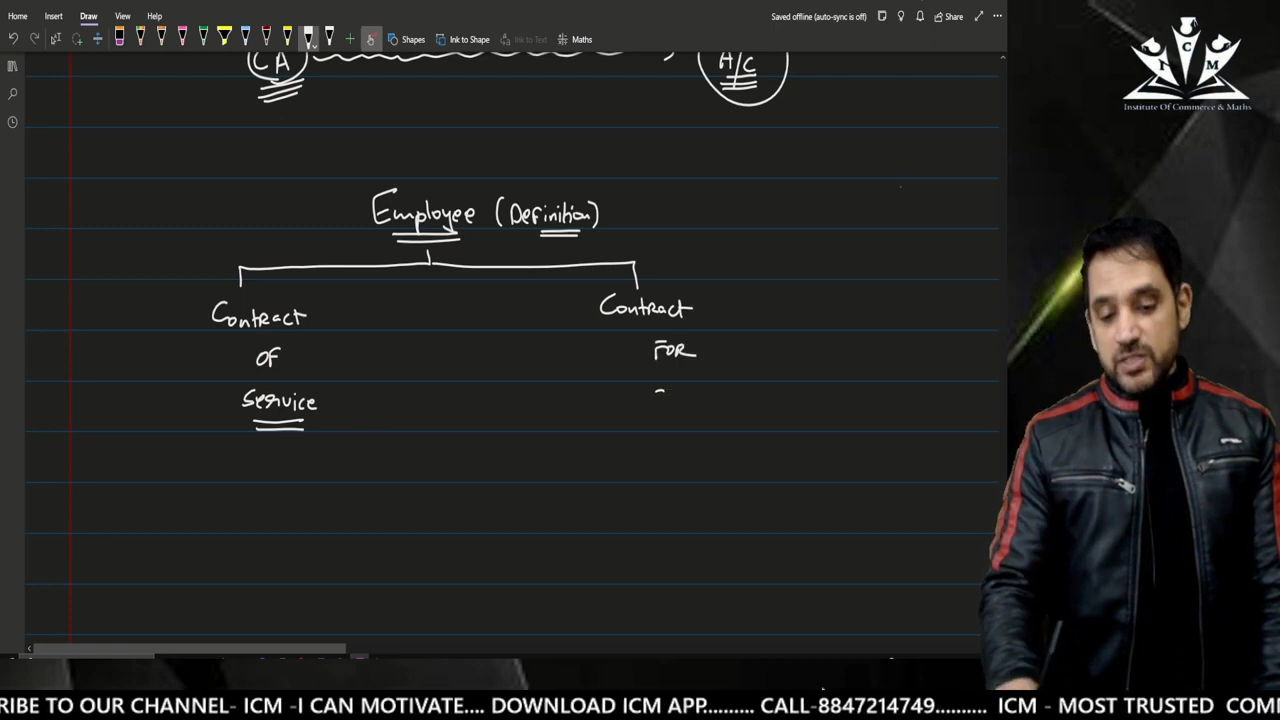 Home Insert Draw View Help
Saved offline (auto-sync is off) Share
Shapes Ink to Shape Ink to Text Maths
CA A/C
I C M
Institute Of Commerce & Maths
Employee (Definition)
Contract
OF
Service
Contract
FOR
RIBE TO OUR CHANNEL- ICM -I CAN MOTIVATE.... DOWNLOAD ICM APP......... CALL-8847214749.......... ICM - MOST TRUSTED COM